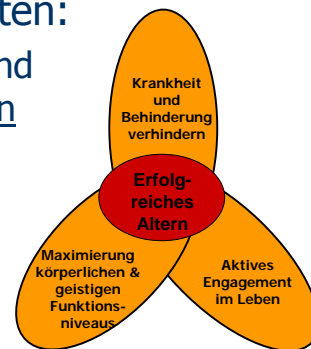 ten:
nd
n
Krankheit
und
Behinderung
verhindern
Erfolg-
reiches
Altern
Maximierung
körperlichen &
geistigen
Funktions-
niveaus
Aktives
Engagement
im Leben